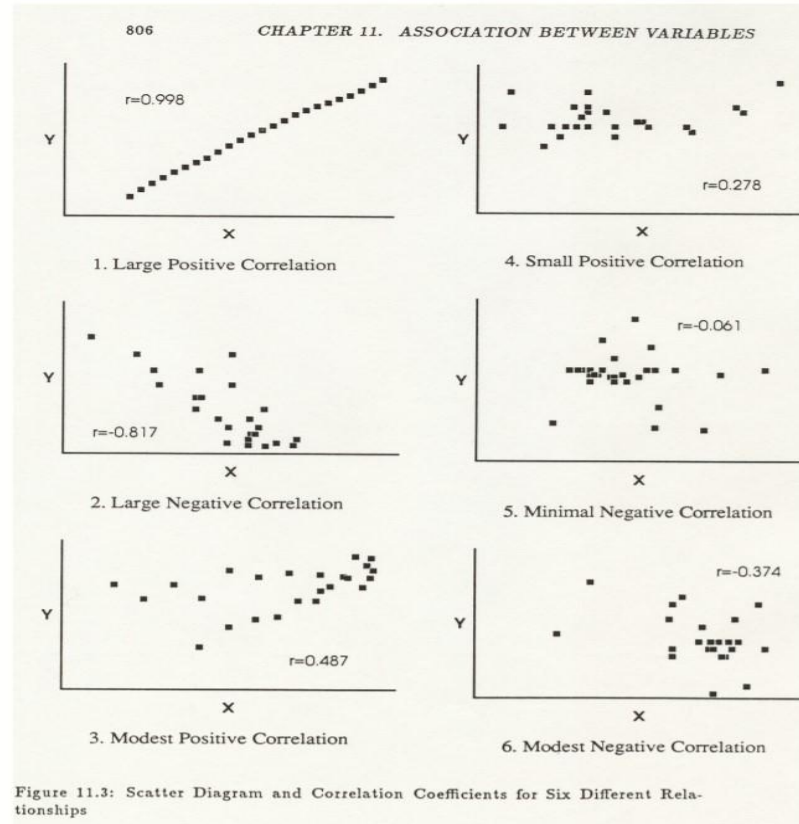 806 CHAPTER 11. ASSOCIATION BETWEEN VARIABLES
r=0.998
Y
X
1. Large Positive Correlation
r=0.278
Y
X
4. Small Positive Correlation
r=-0.817
Y
X
2. Large Negative Correlation
r=-0.061
Y
X
5. Minimal Negative Correlation
r=0.487
Y
X
3. Modest Positive Correlation
r=-0.374
Y
X
6. Modest Negative Correlation
Figure 11.3: Scatter Diagram and Correlation Coefficients for Six Different Rela-
tionships